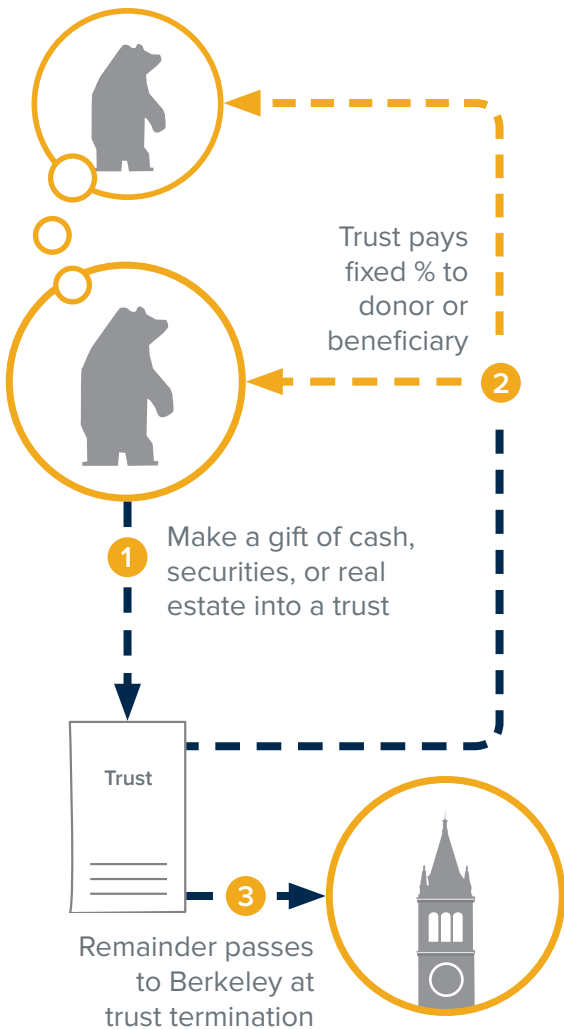 Trust pays
fixed % to
donor or
beneficiary
2
1
Make a gift of cash,
securities, or real
estate into a trust
Trust
3
Remainder passes
to Berkeley at
trust termination